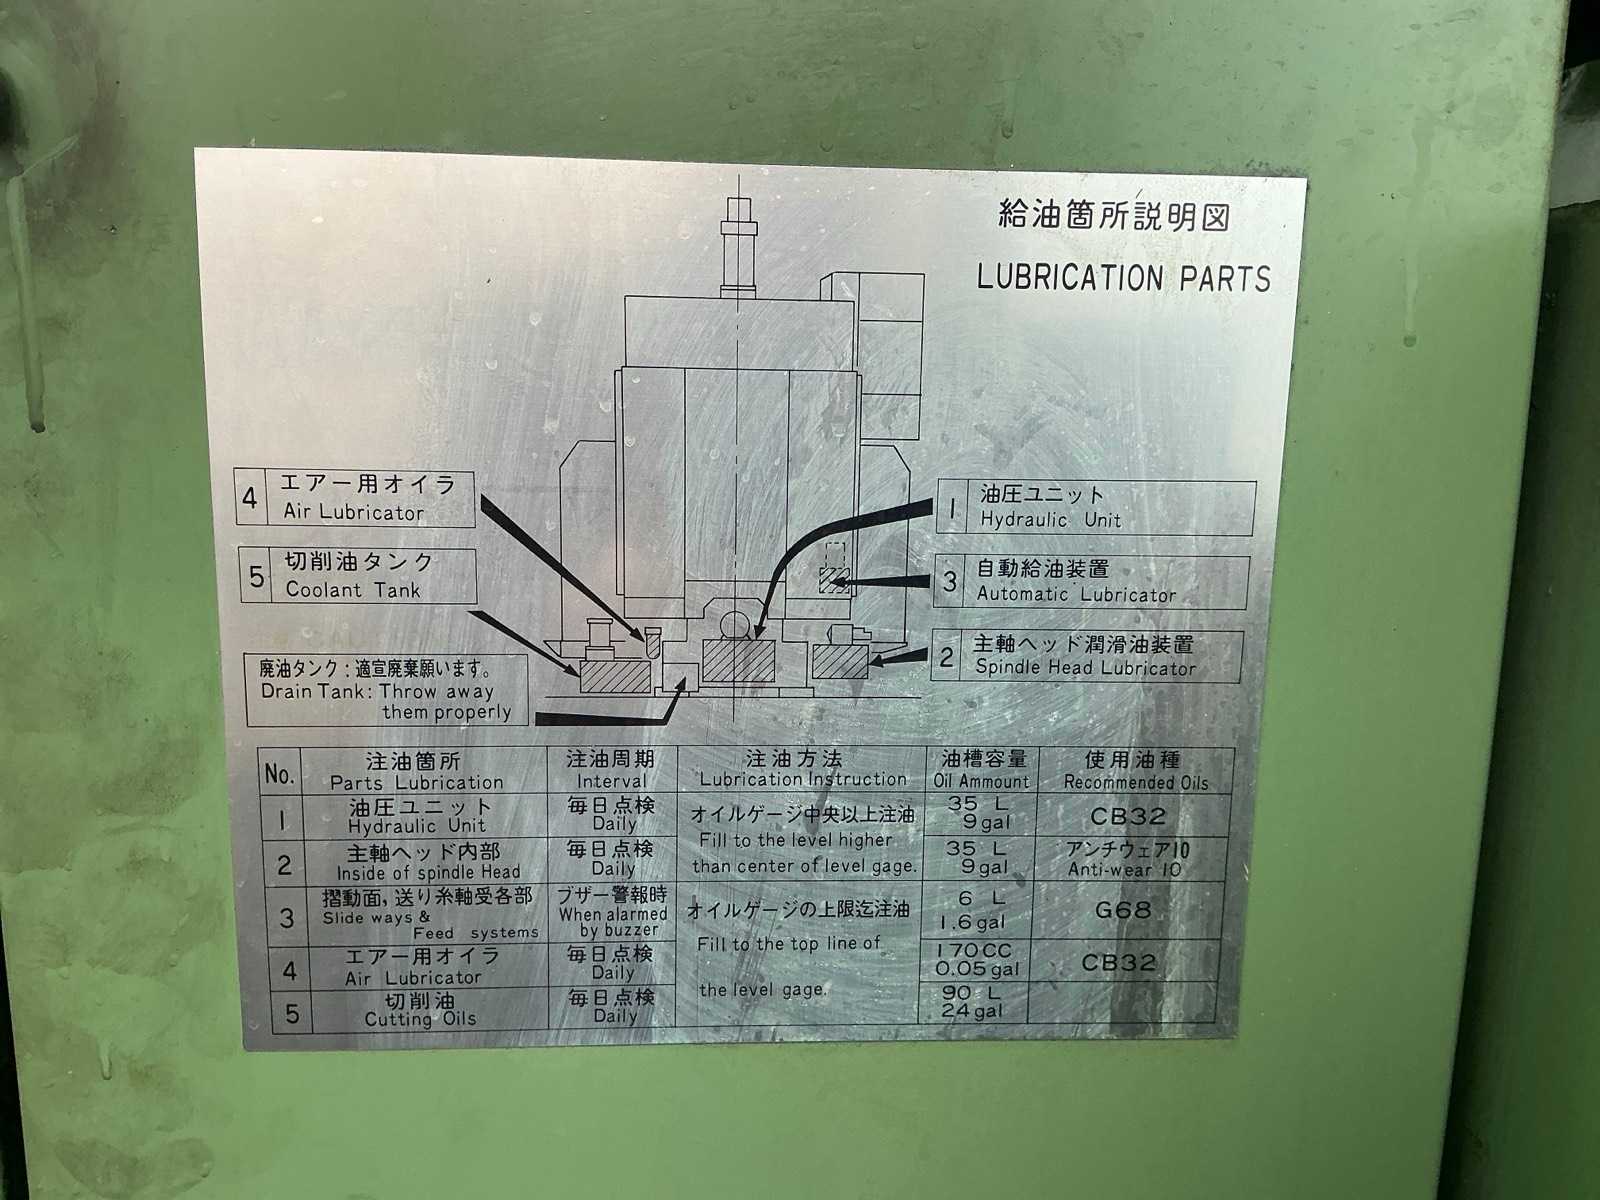 給油箇所説明図
LUBRICATION PARTS
4
エアー用オイラ
Air Lubricator
5
切削油タンク
Coolant Tank
廃油タンク:適宣廃棄願います。
Drain Tank: Throw away
them properly
1
油圧ユニット
Hydraulic Unit
3
自動給油装置
Automatic Lubricator
2
主軸ヘッド潤滑油装置
Spindle Head Lubricator
No.
注油箇所
Parts Lubrication
注油周期
Interval
注油方法
Lubrication Instruction
油槽容量
Oil Ammount
使用油種
Recommended Oils
1
油圧ユニット
Hydraulic Unit
毎日点検
Daily
オイルゲージ中央以上注油
Fill to the level higher
than center of level gage.
35 L
9 gal
CB32
2
主軸ヘッド内部
Inside of spindle Head
毎日点検
Daily
35 L
9 gal
アンチウェア10
Anti-wear 10
3
摺動面,送り糸軸受各部
Slide ways &
Feed systems
ブザー警報時
When alarmed
by buzzer
オイルゲージの上限迄注油
Fill to the top line of
the level gage.
6 L
1.6 gal
G68
4
エアー用オイラ
Air Lubricator
毎日点検
Daily
170CC
0.05 gal
CB32
5
切削油
Cutting Oils
毎日点検
Daily
90 L
24 gal